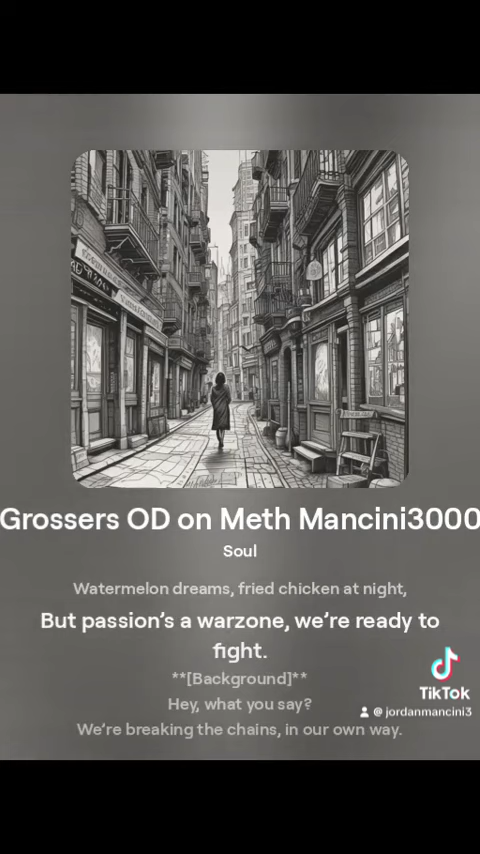 Grossers OD on Meth Mancini3000
Soul
Watermelon dreams, fried chicken at night,
But passion’s a warzone, we’re ready to
fight.
**[Background]**
Hey, what you say?
We’re breaking the chains, in our own way.
TikTok
@jordanmancini3